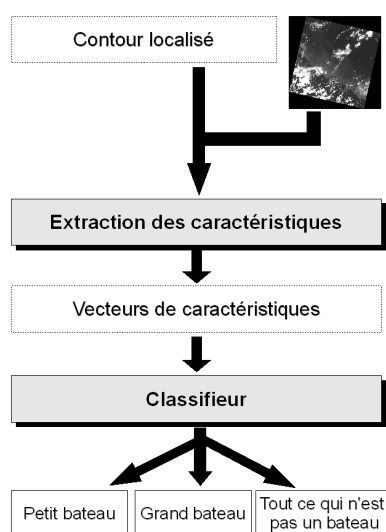 Contour localisé
Extraction des caractéristiques
Vecteurs de caractéristiques
Classifieur
Petit bateau
Grand bateau
Tout ce qui n'est
pas un bateau